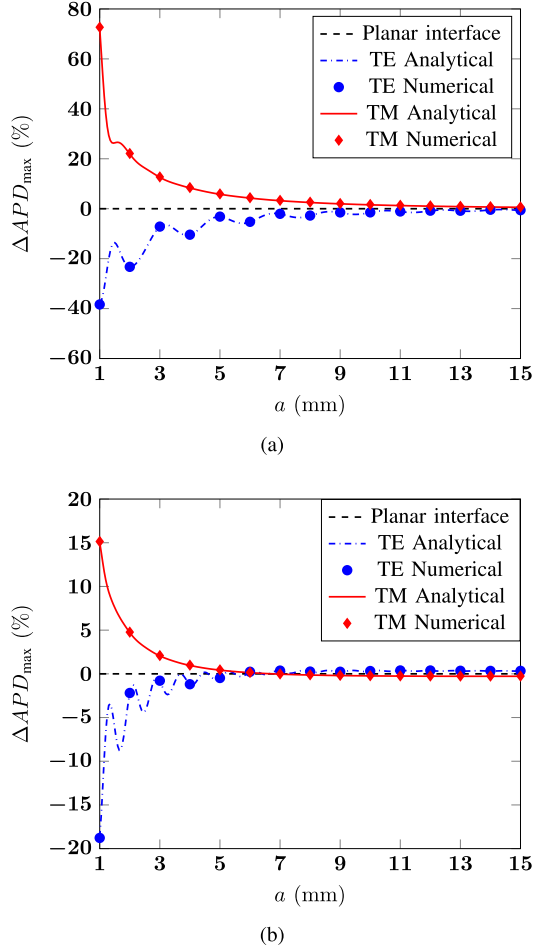 80
60
40
20
0
−20
−40
−60
ΔAPDmax (%)
Planar interface
TE Analytical
TE Numerical
TM Analytical
TM Numerical
1 3 5 7 9 11 13 15
a (mm)
(a)
20
15
10
5
0
−5
−10
−15
−20
ΔAPDmax (%)
Planar interface
TE Analytical
TE Numerical
TM Analytical
TM Numerical
1 3 5 7 9 11 13 15
a (mm)
(b)